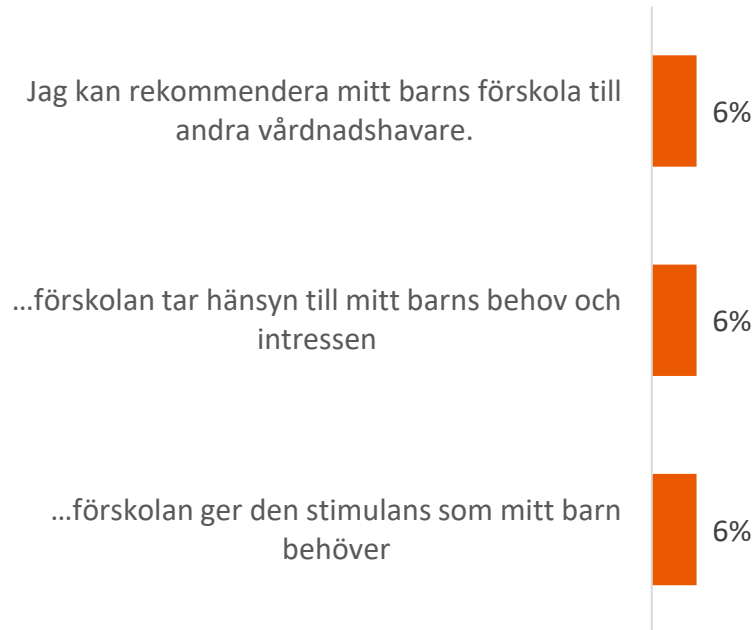 Jag kan rekommendera mitt barns förskola till
andra vårdnadshavare.
6%
...förskolan tar hänsyn till mitt barns behov och
intressen
6%
...förskolan ger den stimulans som mitt barn
behöver
6%